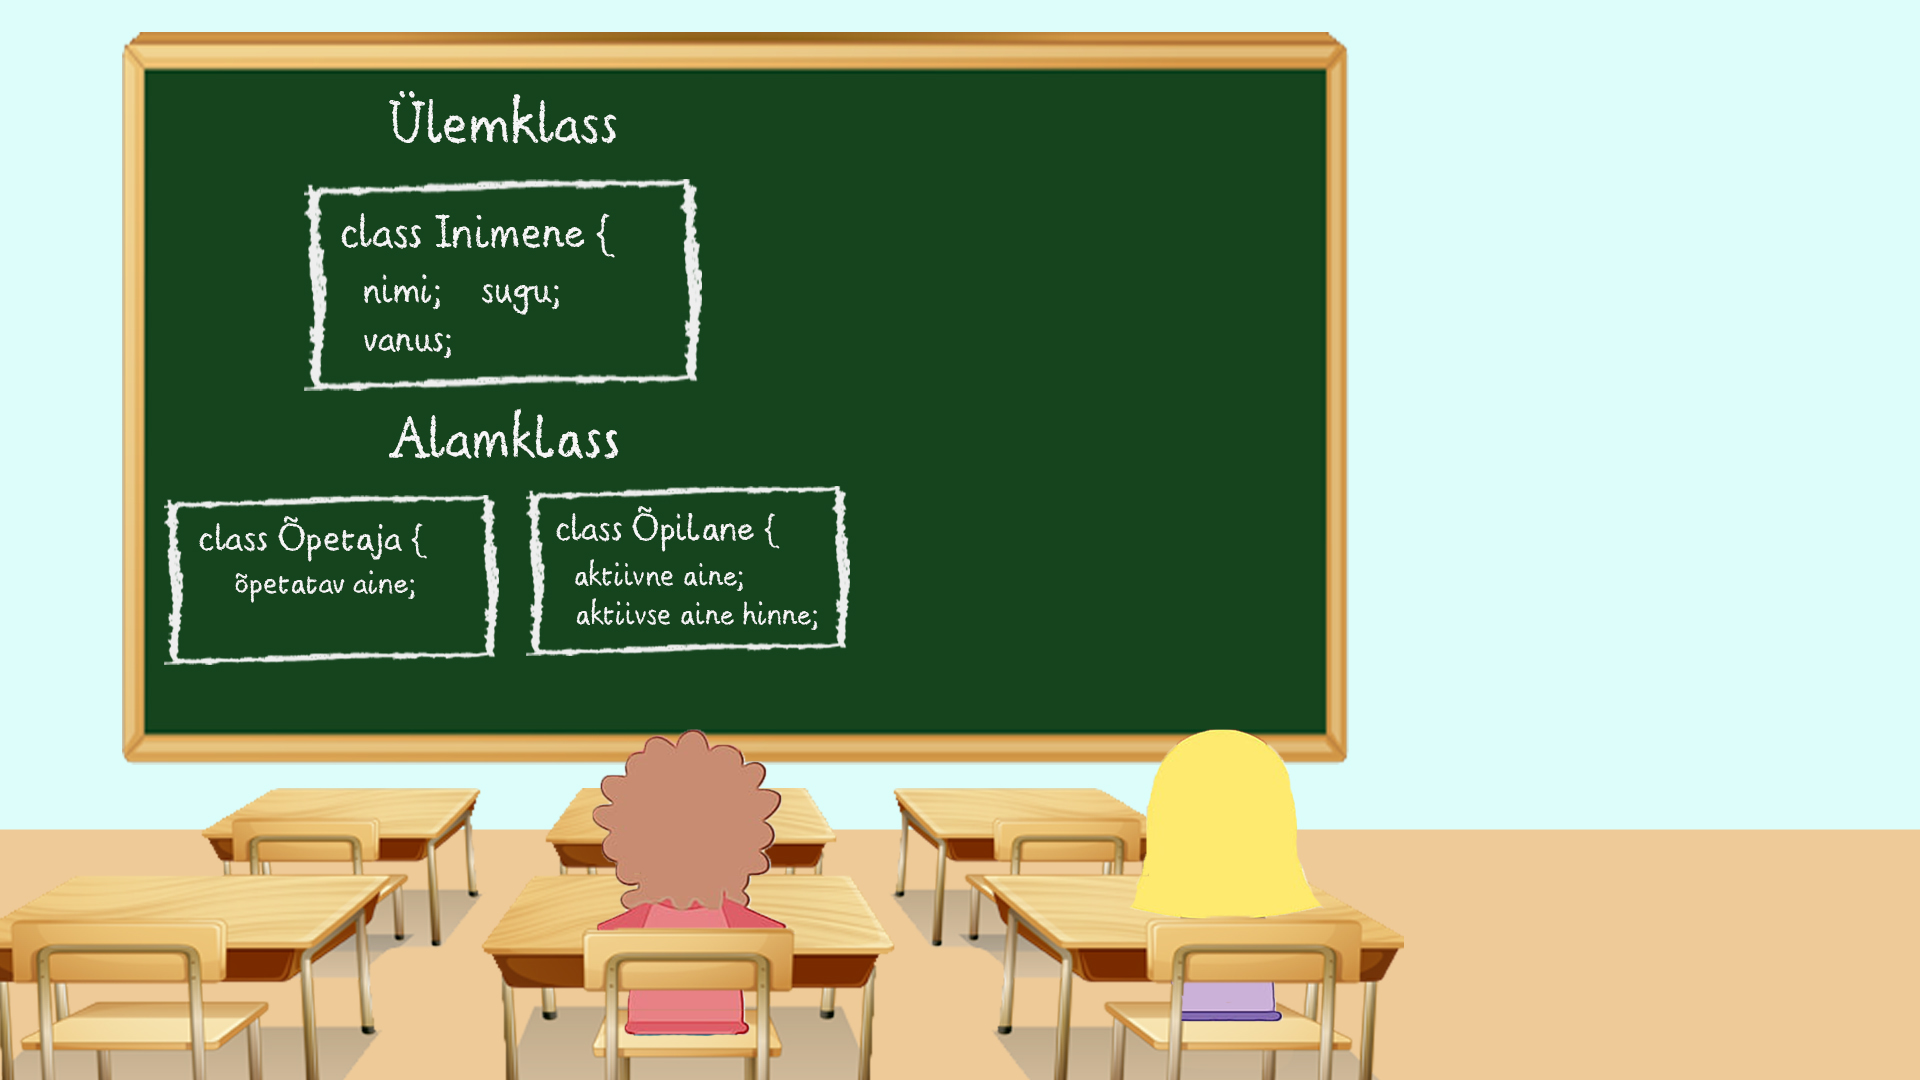 Ülemklass
class Inimene {
nimi; sugu;
vanus;
Alamklass
class Õpetaja {
õpetatav aine;
class Õpilane {
aktiivne aine;
aktiivse aine hinne;